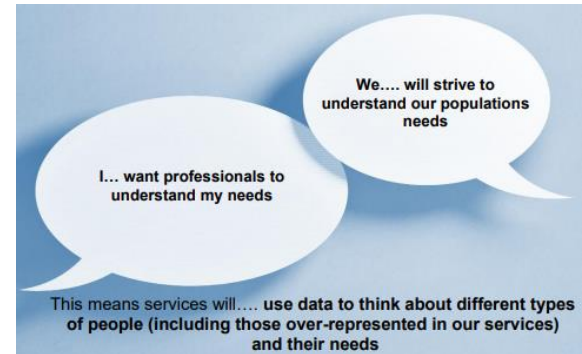 We.... will strive to
understand our populations
needs
I... want professionals to
understand my needs
This means services will.... use data to think about different types
of people (including those over-represented in our services)
and their needs